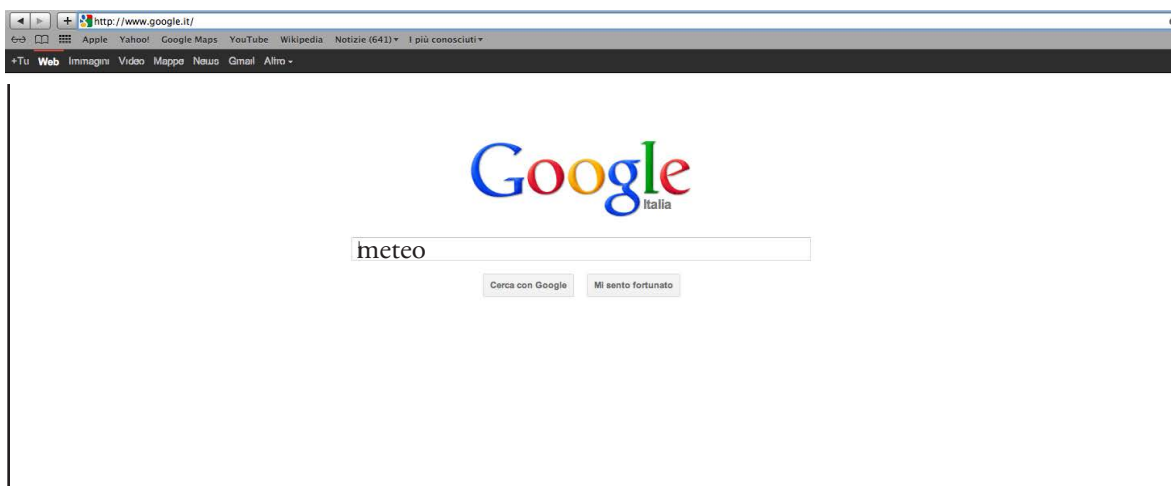 http://www.google.it/
Apple Yahoo! Google Maps YouTube Wikipedia Notizie (641) I più conosciuti
+Tu Web Immagini Video Mappe News Gmail Altro
Google
Italia
meteo
Cerca con Google Mi sento fortunato